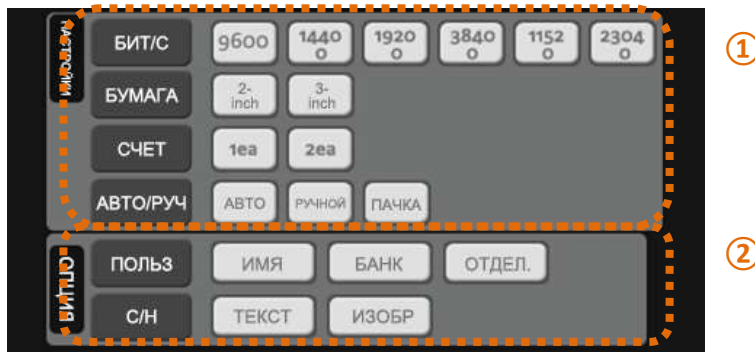 НАСТРОЙКИ
БИТ/С 9600 1440 0 1920 0 3840 0 1152 0 2304 0
БУМАГА 2-inch 3-inch
СЧЕТ 1ea 2ea
АВТО/РУЧ АВТО РУЧНОЙ ПАЧКА
①
ОПЦИЯ
ПОЛЬЗ ИМЯ БАНК ОТДЕЛ.
С/Н ТЕКСТ ИЗОБР
②